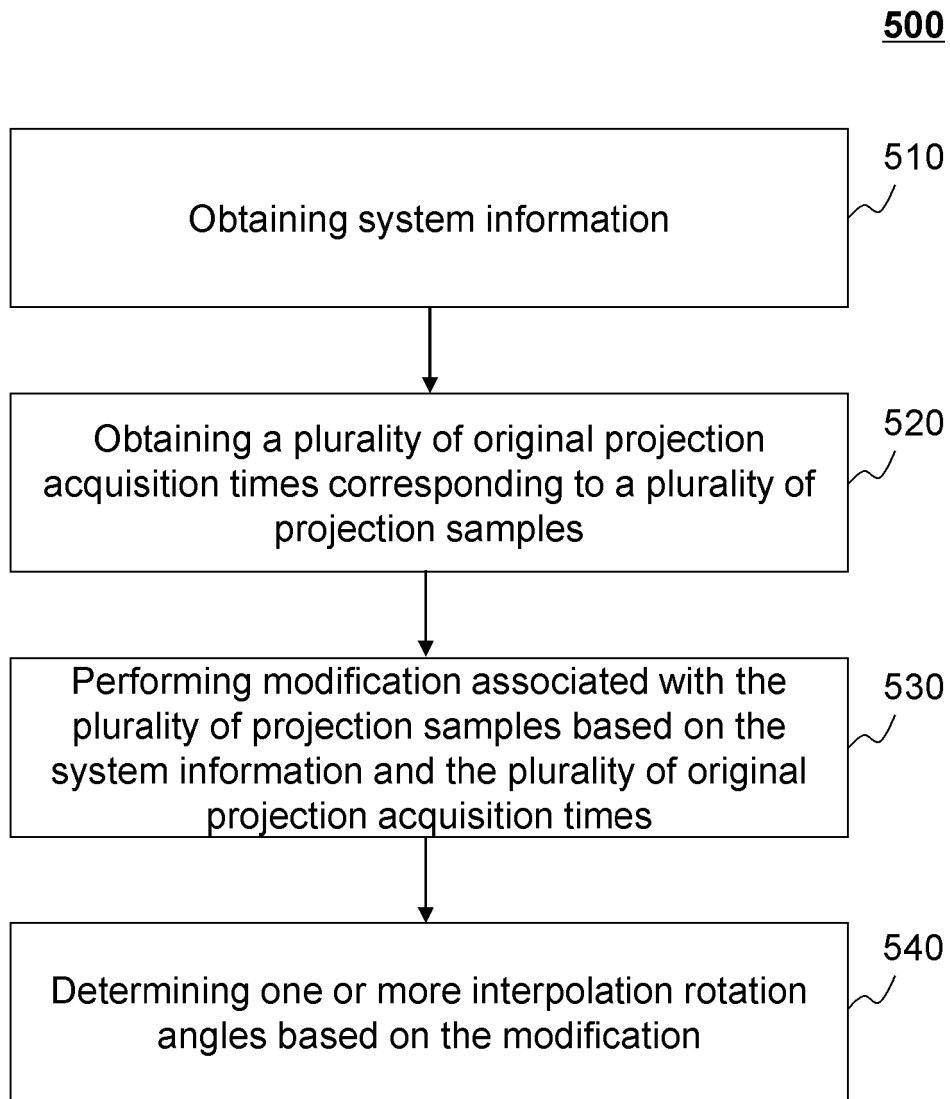 500
510
Obtaining system information
520
Obtaining a plurality of original projection
acquisition times corresponding to a plurality of
projection samples
530
Performing modification associated with the
plurality of projection samples based on the
system information and the plurality of original
projection acquisition times
540
Determining one or more interpolation rotation
angles based on the modification